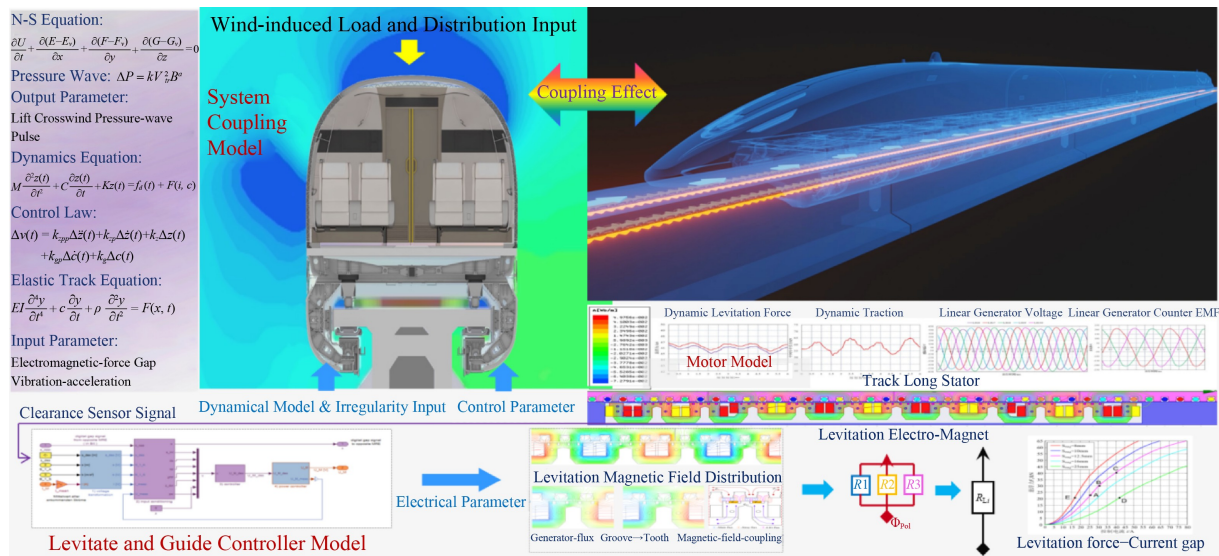 N-S Equation:
∂U/∂t + ∂(E−Eᵥ)/∂x + ∂(F−Fᵥ)/∂y + ∂(G−Gᵥ)/∂z = 0
Pressure Wave: ΔP = kV²ₜᵣBᵅ
Output Parameter:
Lift Crosswind Pressure-wave
Pulse
Dynamics Equation:
M ∂²z(t)/∂t² + C ∂z(t)/∂t + Kz(t) = f_d(t) + F(i, c)
Control Law:
Δv(t) = k_zpp Δz̈(t)+k_zp Δż(t)+k_z Δz(t)
+k_gp Δċ(t)+k_g Δc(t)
Elastic Track Equation:
EI ∂⁴y/∂t⁴ + c ∂y/∂t + ρ ∂²y/∂t² = F(x, t)
Input Parameter:
Electromagnetic-force Gap
Vibration-acceleration
Wind-induced Load and Distribution Input
System
Coupling
Model
Coupling Effect
Dynamical Model & Irregularity Input
Control Parameter
Dynamic Levitation Force
Dynamic Traction
Linear Generator Voltage
Linear Generator Counter EMF
Motor Model
Track Long Stator
Clearance Sensor Signal
Levitate and Guide Controller Model
Electrical Parameter
Levitation Magnetic Field Distribution
Generator-flux
Groove→Tooth
Magnetic-field-coupling
Levitation Electro-Magnet
R1
R2
R3
Φ_Pol
R_Li
E
A
B
C
D
Levitation force−Current gap